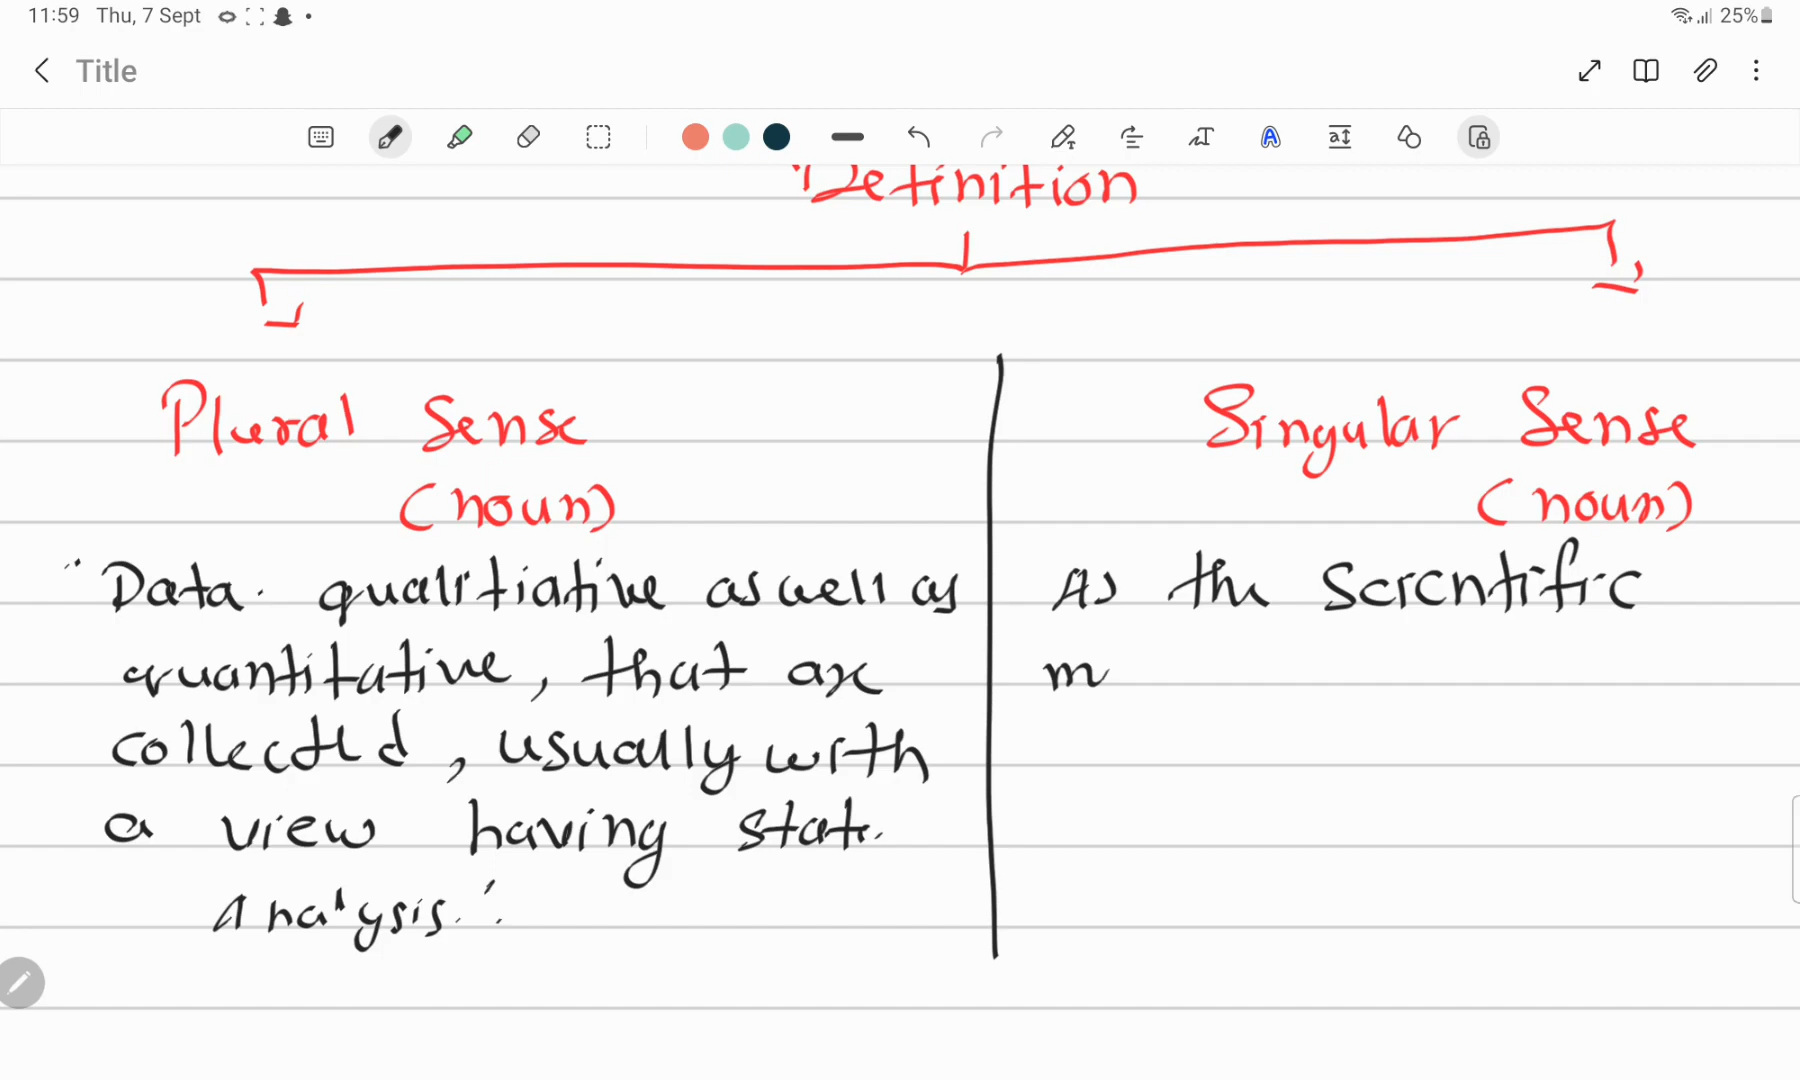 11:59 Thu, 7 Sept 25%
Title
Definition
Plural Sense
(noun)
Singular Sense
(noun)
"Data. qualitiative as well as
quantitative, that are
collected, usually with
a view having stat.
Analysis."
As the scientific
m